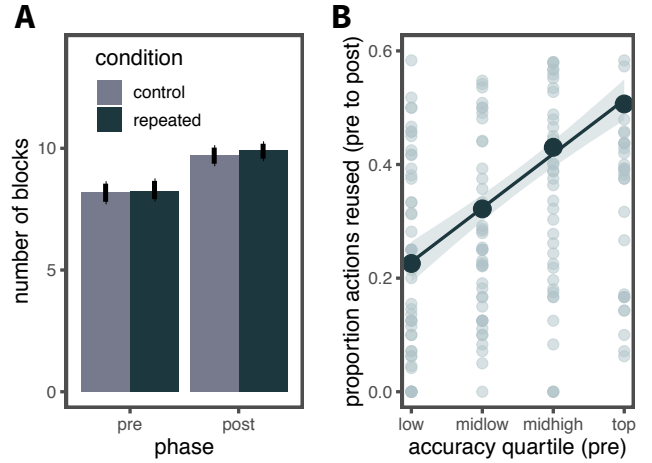 A
condition
control
repeated
number of blocks
10
5
0
pre
post
phase
B
proportion actions reused (pre to post)
0.6
0.4
0.2
0.0
low
midlow
midhigh
top
accuracy quartile (pre)